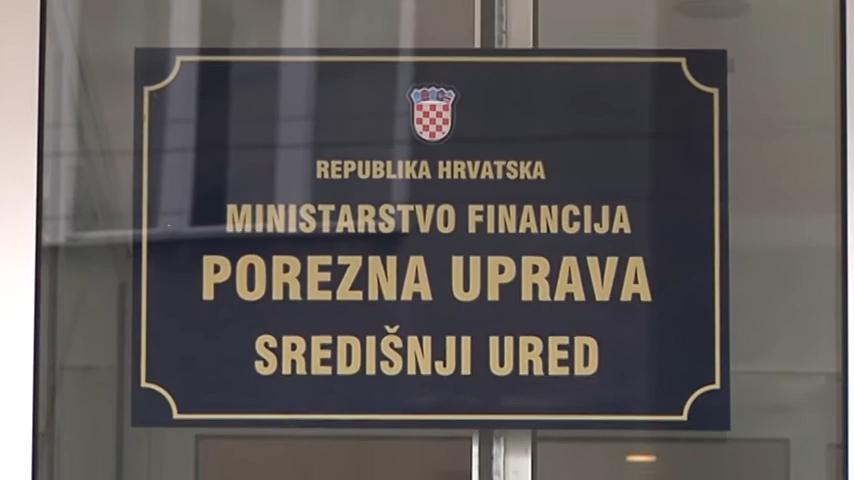 REPUBLIKA HRVATSKA
MINISTARSTVO FINANCIJA
POREZNA UPRAVA
SREDIŠNJI URED